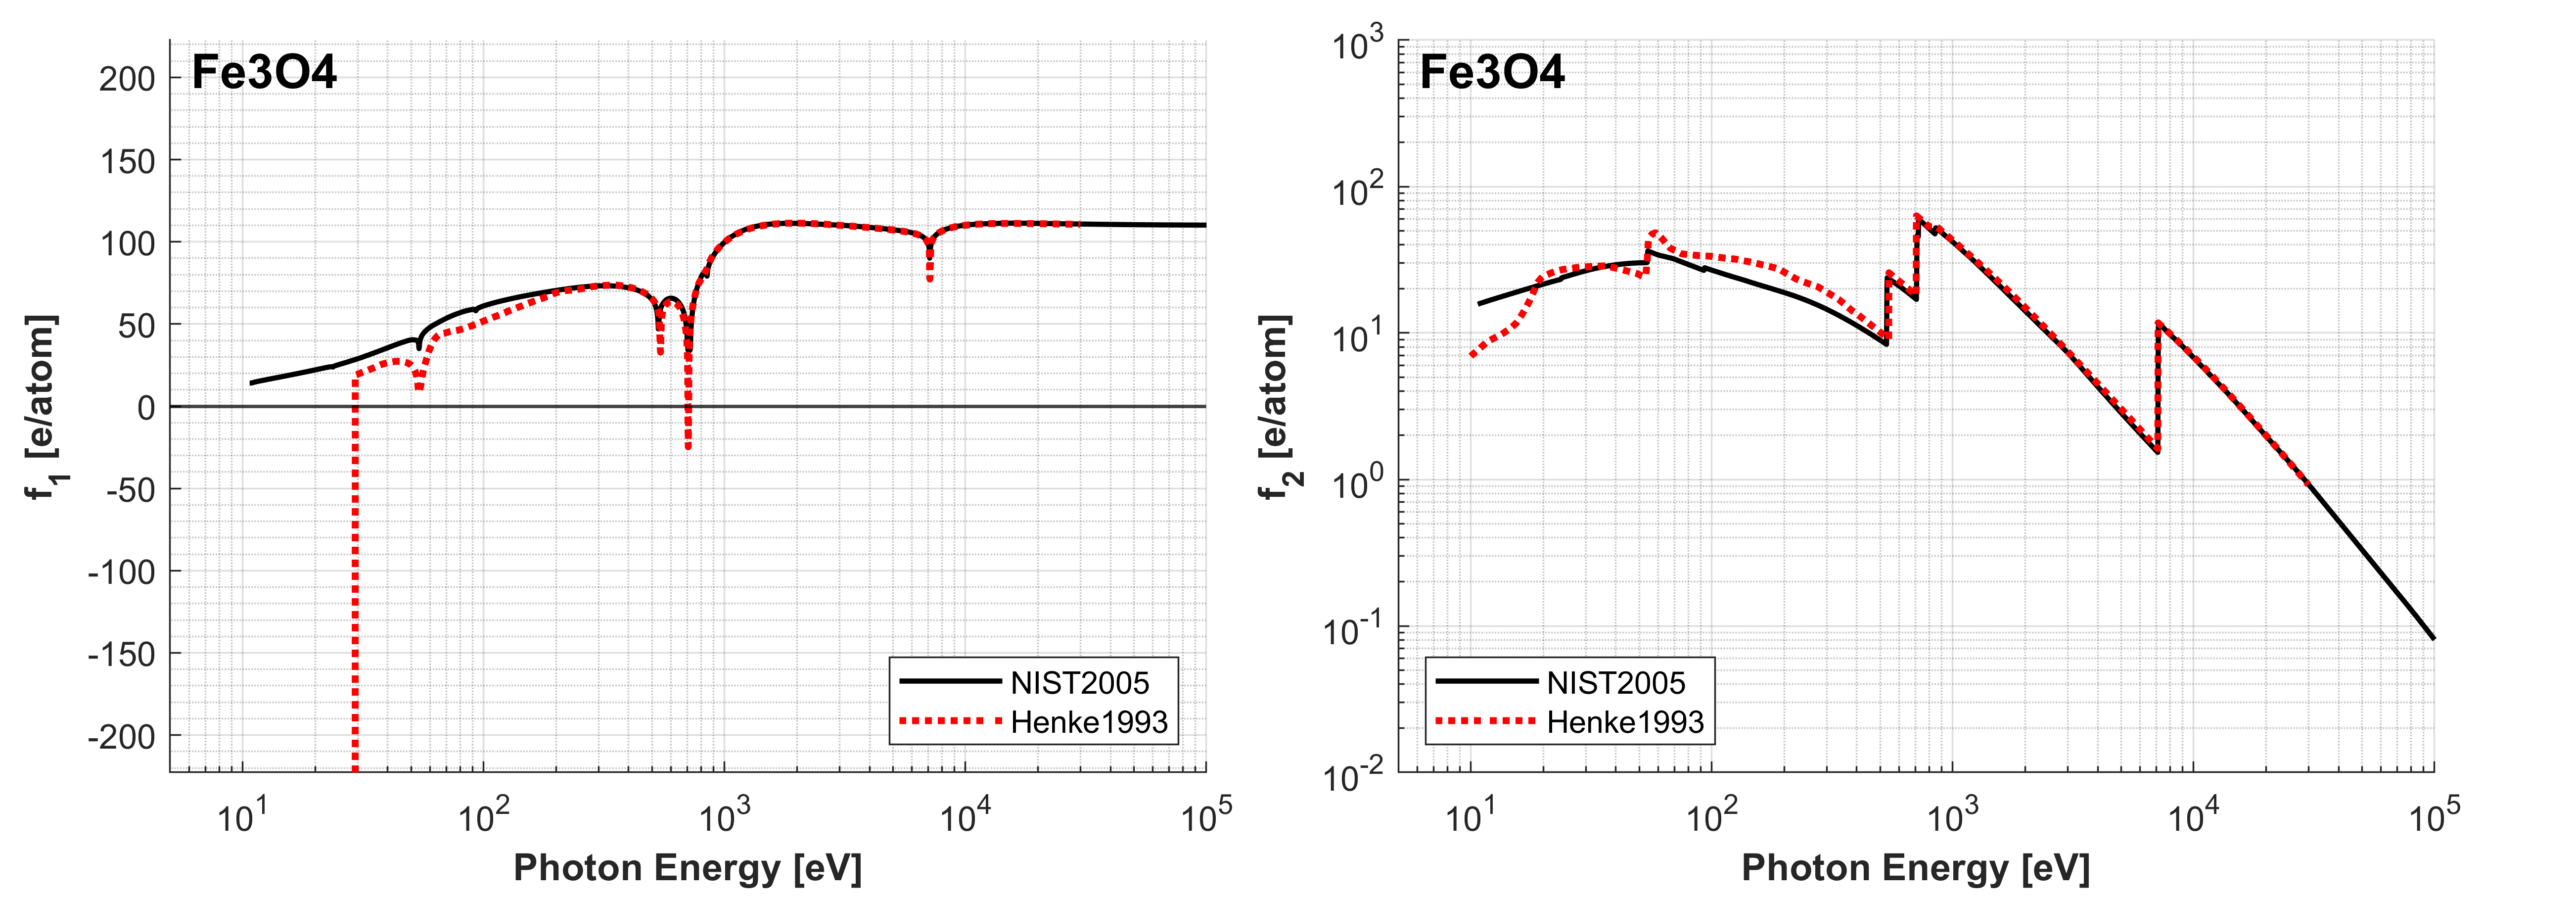 Fe3O4
200
150
100
50
0
-50
-100
-150
-200
f1 [e/atom]
10^1 10^2 10^3 10^4 10^5
Photon Energy [eV]
NIST2005
Henke1993
Fe3O4
10^3
10^2
10^1
10^0
10^-1
10^-2
f2 [e/atom]
10^1 10^2 10^3 10^4 10^5
Photon Energy [eV]
NIST2005
Henke1993